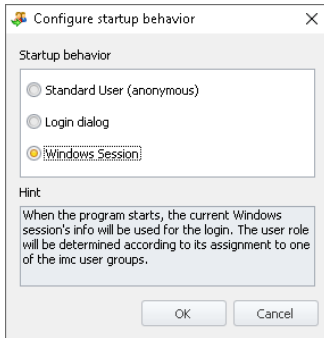 Configure startup behavior
Startup behavior
Standard User (anonymous)
Login dialog
Windows Session
Hint
When the program starts, the current Windows
session's info will be used for the login. The user role
will be determined according to its assignment to one
of the imc user groups.
OK Cancel